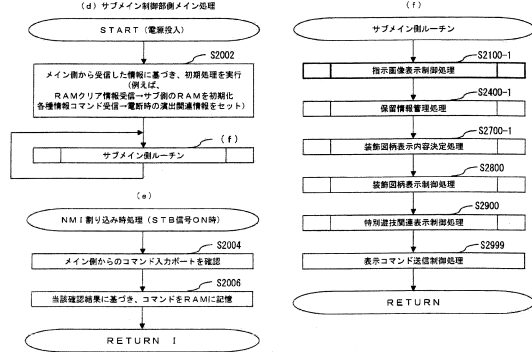 (d) サブメイン制御部側メイン処理
START(電源投入)
S2002
メイン側から受信した情報に基づき、初期処理を実行
(例えば、
RAMクリア情報受信→サブ側のRAMを初期化
各種情報コマンド受信→電断時の演出関連情報をセット)
(f)
サブメイン側ルーチン
(e)
NMI割り込み時処理(STB信号ON時)
S2004
メイン側からのコマンド入力ポートを確認
S2006
当該確認結果に基づき、コマンドをRAMに記憶
RETURN I
(f)
サブメイン側ルーチン
S2100-1
指示画像表示制御処理
S2400-1
保留情報管理処理
S2700-1
装飾図柄表示内容決定処理
S2800
装飾図柄表示制御処理
S2900
特別遊技関連表示制御処理
S2999
表示コマンド送信制御処理
RETURN